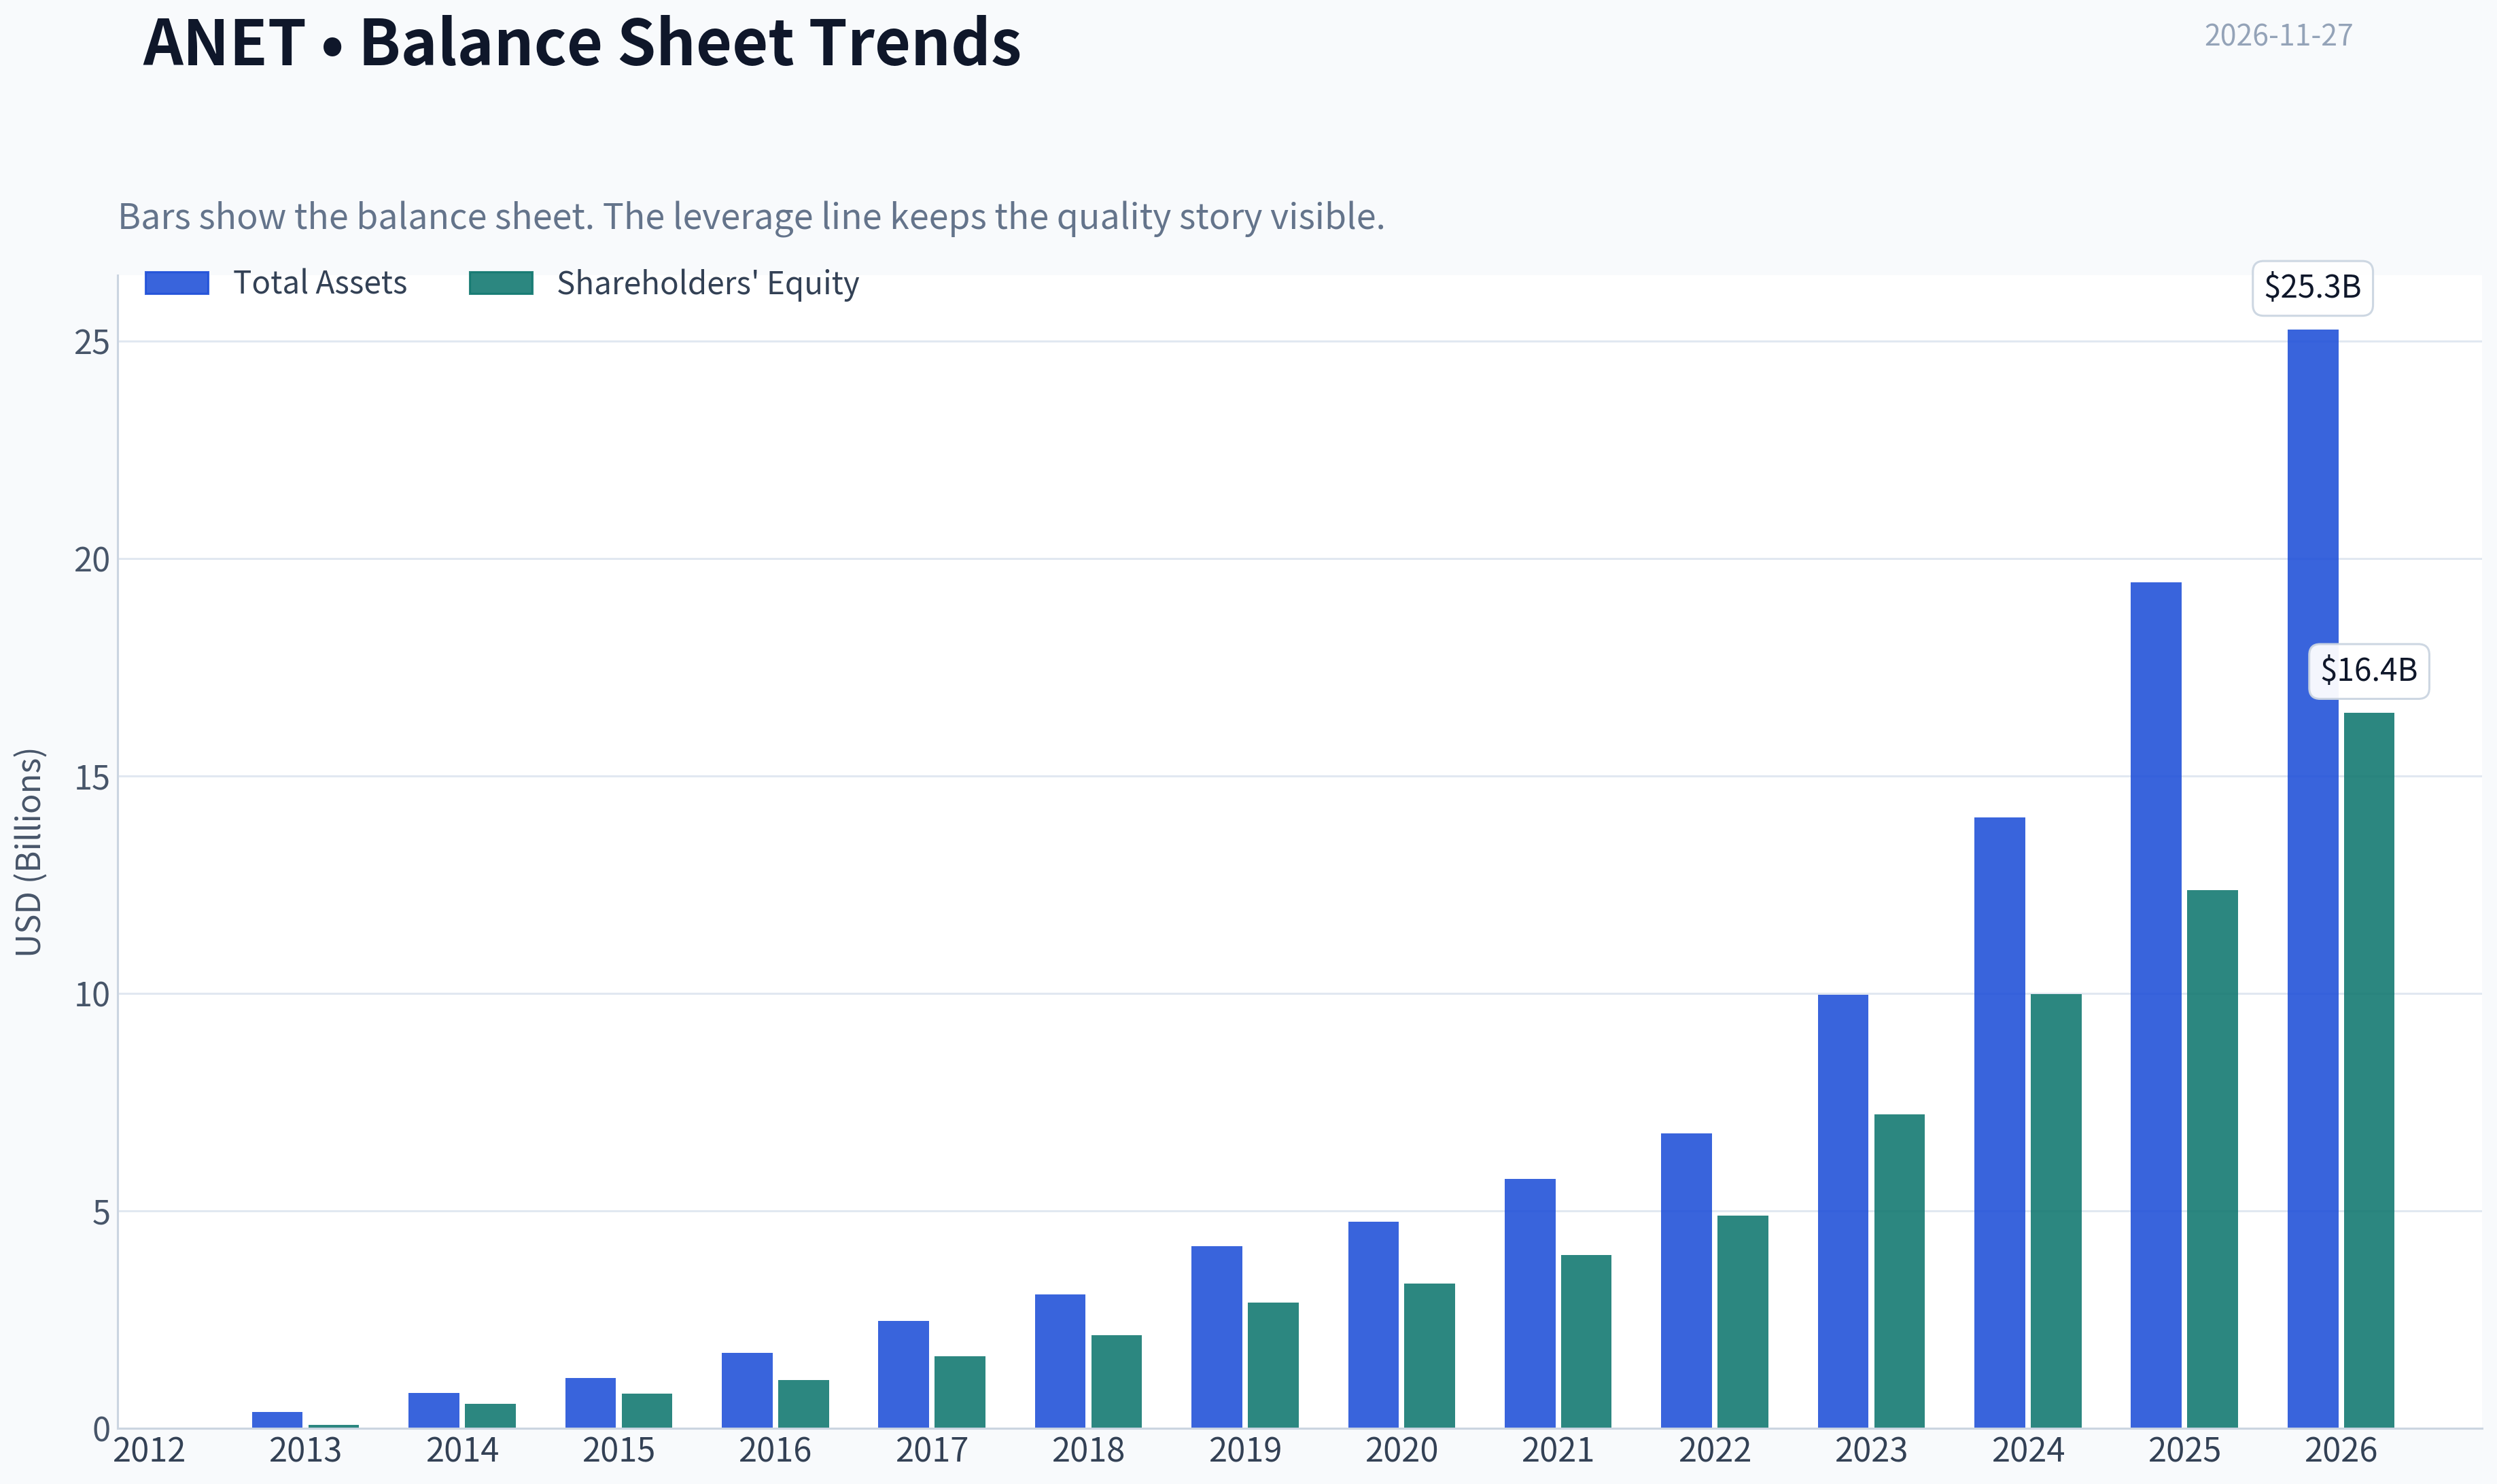 ANET • Balance Sheet Trends
2026-11-27
Bars show the balance sheet. The leverage line keeps the quality story visible.
Total Assets
Shareholders' Equity
$25.3B
$16.4B
USD (Billions)
25
20
15
10
5
0
2012 2013 2014 2015 2016 2017 2018 2019 2020 2021 2022 2023 2024 2025 2026